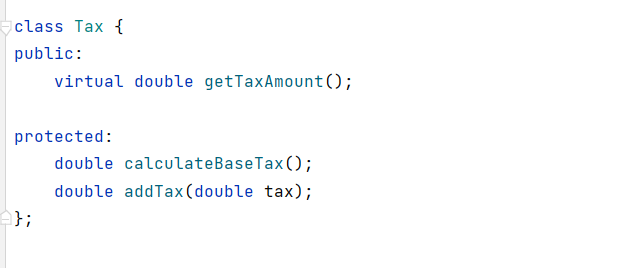 class Tax {
public:
    virtual double getTaxAmount();

protected:
    double calculateBaseTax();
    double addTax(double tax);
};